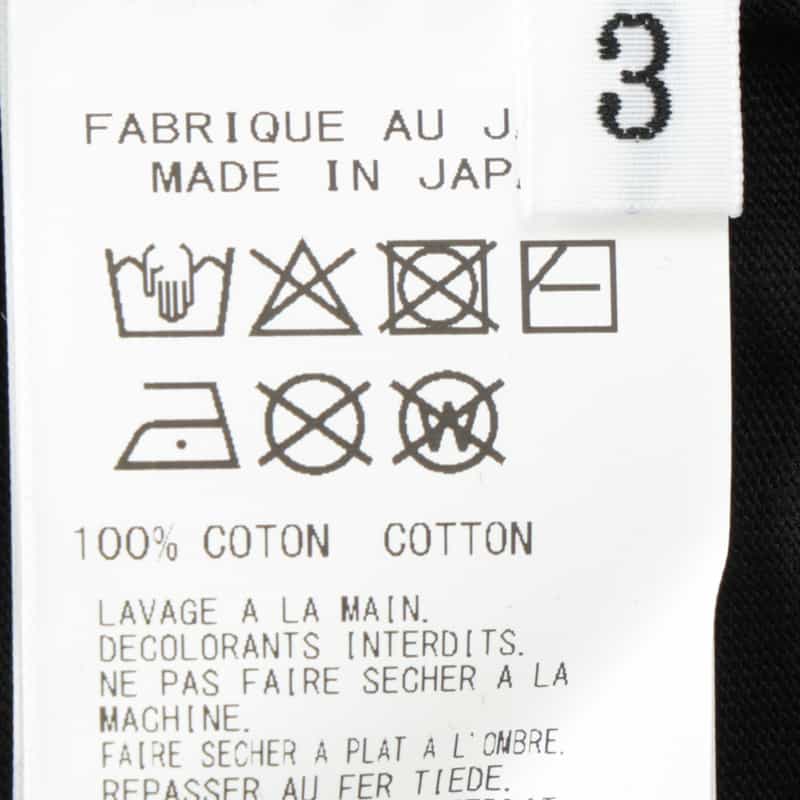 3
FABRIQUE AU
MADE IN
W
100% COTON COTTON
LAVAGE A LA MAIN.
DECOLORANTS INTERDITS.
NE PAS FAIRE SECHER A LA
MACHINE.
FAIRE SECHER A PLAT A L'OMBRE.
REPASSER AU FER TIEDE.